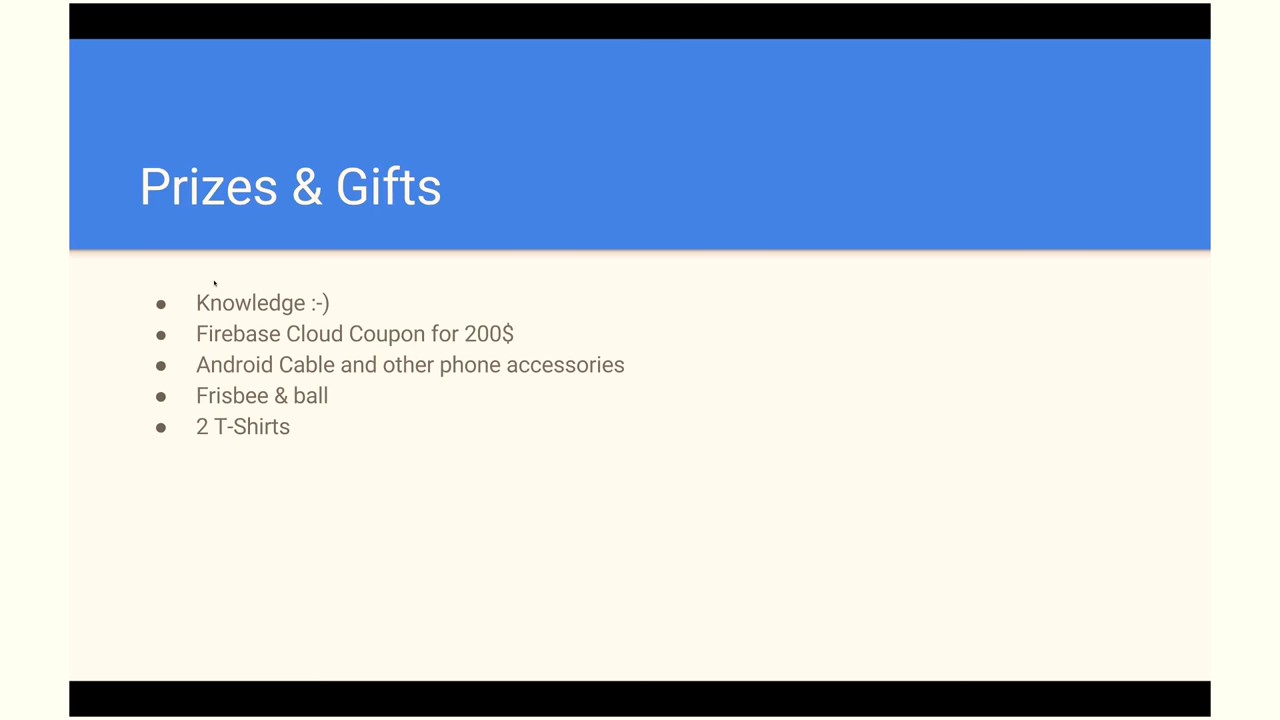 Prizes & Gifts
● Knowledge :-)
● Firebase Cloud Coupon for 200$
● Android Cable and other phone accessories
● Frisbee & ball
● 2 T-Shirts